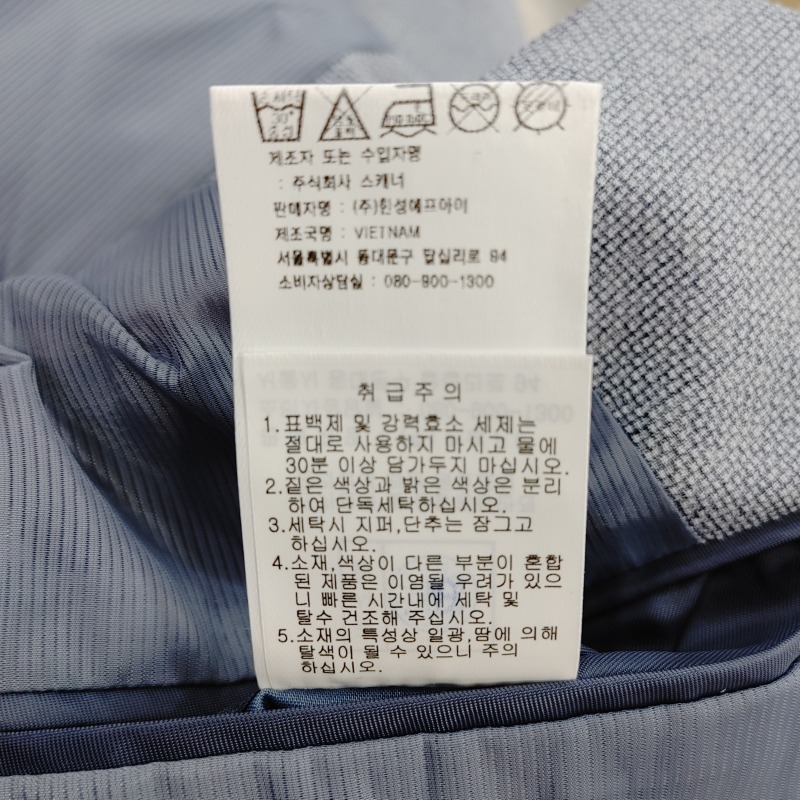 손세탁
30°
중성
제조자 또는 수입자명
: 주식회사 스캐너
판매자명 : (주)한성에프아이
제조국명 : VIETNAM
서울특별시 동대문구 답십리로 94
소비자상담실 : 080-900-1300
취급주의
1.표백제 및 강력효소 세제는
절대로 사용하지 마시고 물에
30분 이상 담가두지 마십시오.
2.짙은 색상과 밝은 색상은 분리
하여 단독세탁하십시오.
3.세탁시 지퍼,단추는 잠그고
하십시오.
4.소재,색상이 다른 부분이 혼합
된 제품은 이염될 우려가 있으
니 빠른 시간내에 세탁 및
탈수 건조해 주십시오.
5.소재의 특성상 일광,땀에 의해
탈색이 될 수 있으니 주의
하십시오.